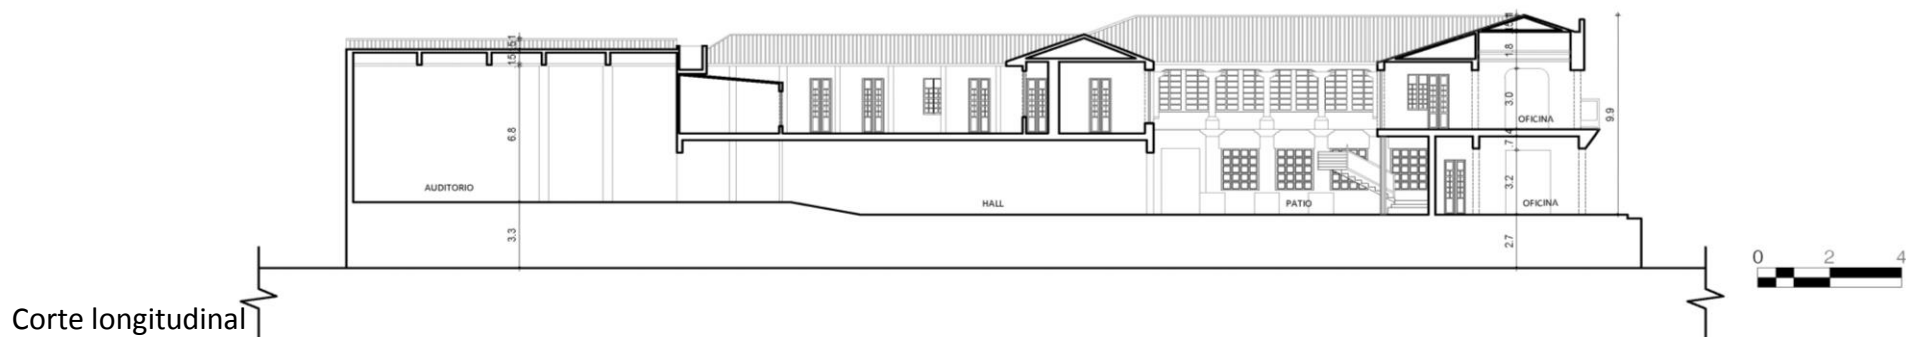 1.8
3.0
9.9
OFICINA
6.8
.7
AUDITORIO
3.2
HALL
PATIO
OFICINA
3.3
2.7
0 2 4
Corte longitudinal